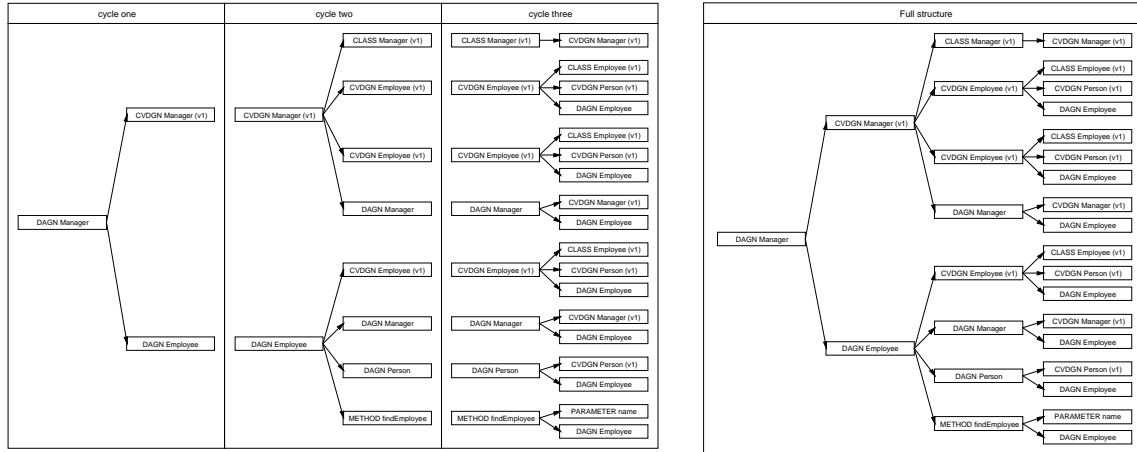 cycle one
DAGN Manager
CVDGN Manager (v1)
DAGN Employee
cycle two
CVDGN Manager (v1)
CLASS Manager (v1)
CVDGN Employee (v1)
CVDGN Employee (v1)
DAGN Manager
DAGN Employee
CVDGN Employee (v1)
DAGN Manager
DAGN Person
METHOD findEmployee
cycle three
CLASS Manager (v1)
CVDGN Manager (v1)
CVDGN Employee (v1)
CLASS Employee (v1)
CVDGN Person (v1)
DAGN Employee
CVDGN Employee (v1)
CLASS Employee (v1)
CVDGN Person (v1)
DAGN Employee
DAGN Manager
CVDGN Manager (v1)
DAGN Employee
CVDGN Employee (v1)
CLASS Employee (v1)
CVDGN Person (v1)
DAGN Employee
DAGN Manager
CVDGN Manager (v1)
DAGN Employee
DAGN Person
CVDGN Person (v1)
DAGN Employee
METHOD findEmployee
PARAMETER name
DAGN Employee
Full structure
DAGN Manager
CVDGN Manager (v1)
CLASS Manager (v1)
CVDGN Manager (v1)
CVDGN Employee (v1)
CLASS Employee (v1)
CVDGN Person (v1)
DAGN Employee
CVDGN Employee (v1)
CLASS Employee (v1)
CVDGN Person (v1)
DAGN Employee
DAGN Manager
CVDGN Manager (v1)
DAGN Employee
DAGN Employee
CVDGN Employee (v1)
CLASS Employee (v1)
CVDGN Person (v1)
DAGN Employee
DAGN Manager
CVDGN Manager (v1)
DAGN Employee
DAGN Person
CVDGN Person (v1)
DAGN Employee
METHOD findEmployee
PARAMETER name
DAGN Employee